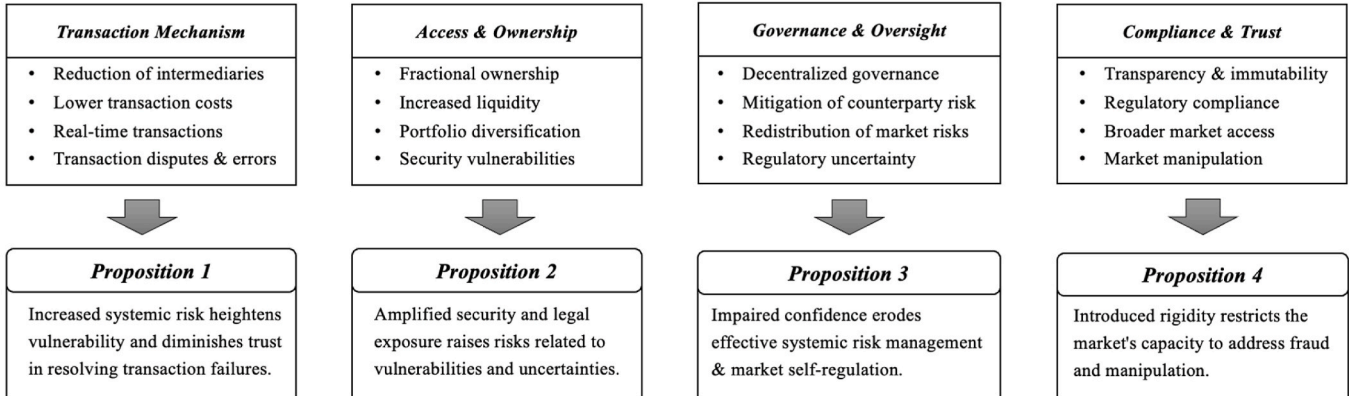 Transaction Mechanism
• Reduction of intermediaries
• Lower transaction costs
• Real-time transactions
• Transaction disputes & errors
Proposition 1
Increased systemic risk heightens
vulnerability and diminishes trust
in resolving transaction failures.
Access & Ownership
• Fractional ownership
• Increased liquidity
• Portfolio diversification
• Security vulnerabilities
Proposition 2
Amplified security and legal
exposure raises risks related to
vulnerabilities and uncertainties.
Governance & Oversight
• Decentralized governance
• Mitigation of counterparty risk
• Redistribution of market risks
• Regulatory uncertainty
Proposition 3
Impaired confidence erodes
effective systemic risk management
& market self-regulation.
Compliance & Trust
• Transparency & immutability
• Regulatory compliance
• Broader market access
• Market manipulation
Proposition 4
Introduced rigidity restricts the
market's capacity to address fraud
and manipulation.